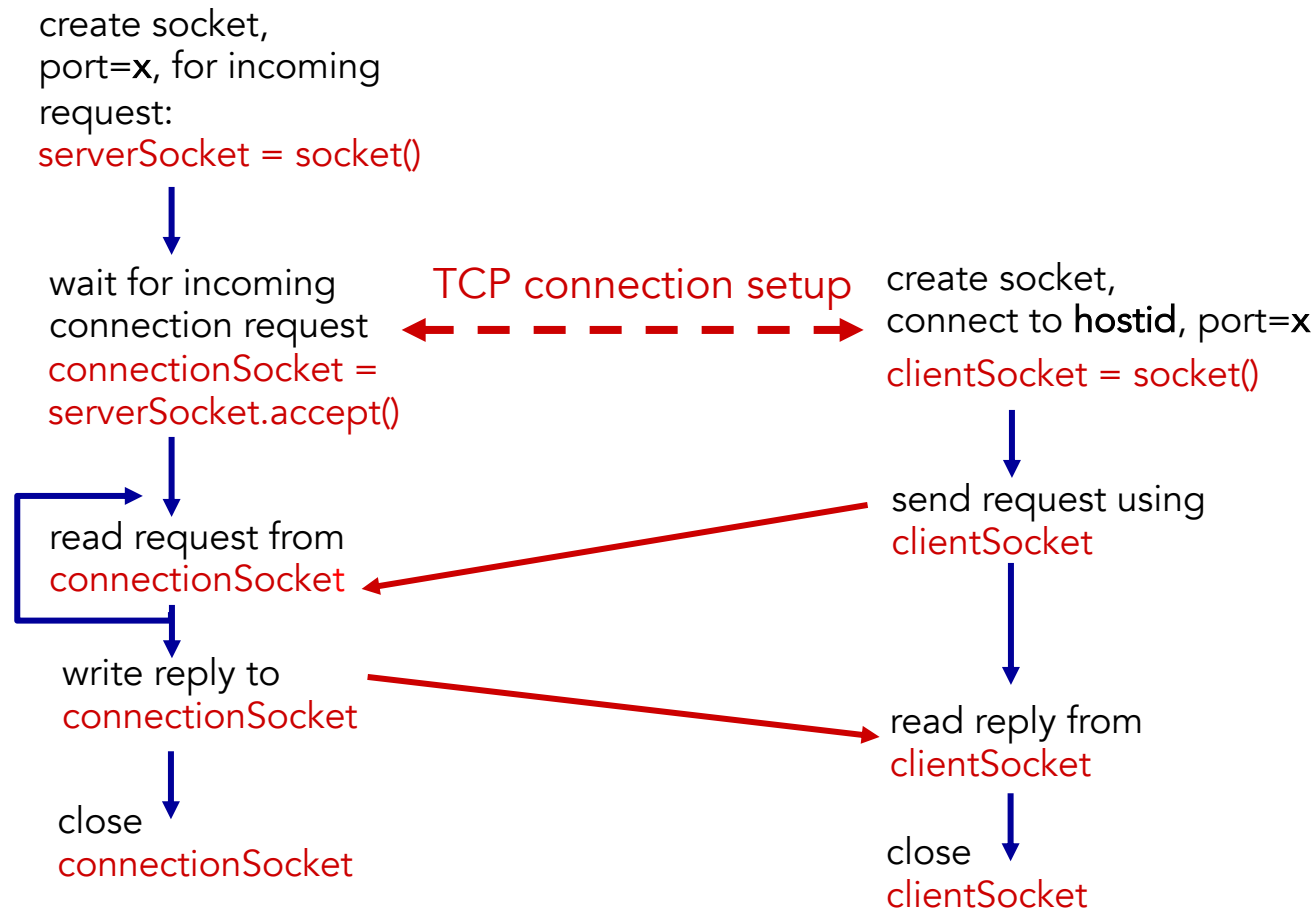 create socket,
port=x, for incoming
request:
serverSocket = socket()
wait for incoming
connection request
connectionSocket =
serverSocket.accept()
TCP connection setup
create socket,
connect to hostid, port=x
clientSocket = socket()
send request using
clientSocket
read request from
connectionSocket
write reply to
connectionSocket
read reply from
clientSocket
close
connectionSocket
close
clientSocket